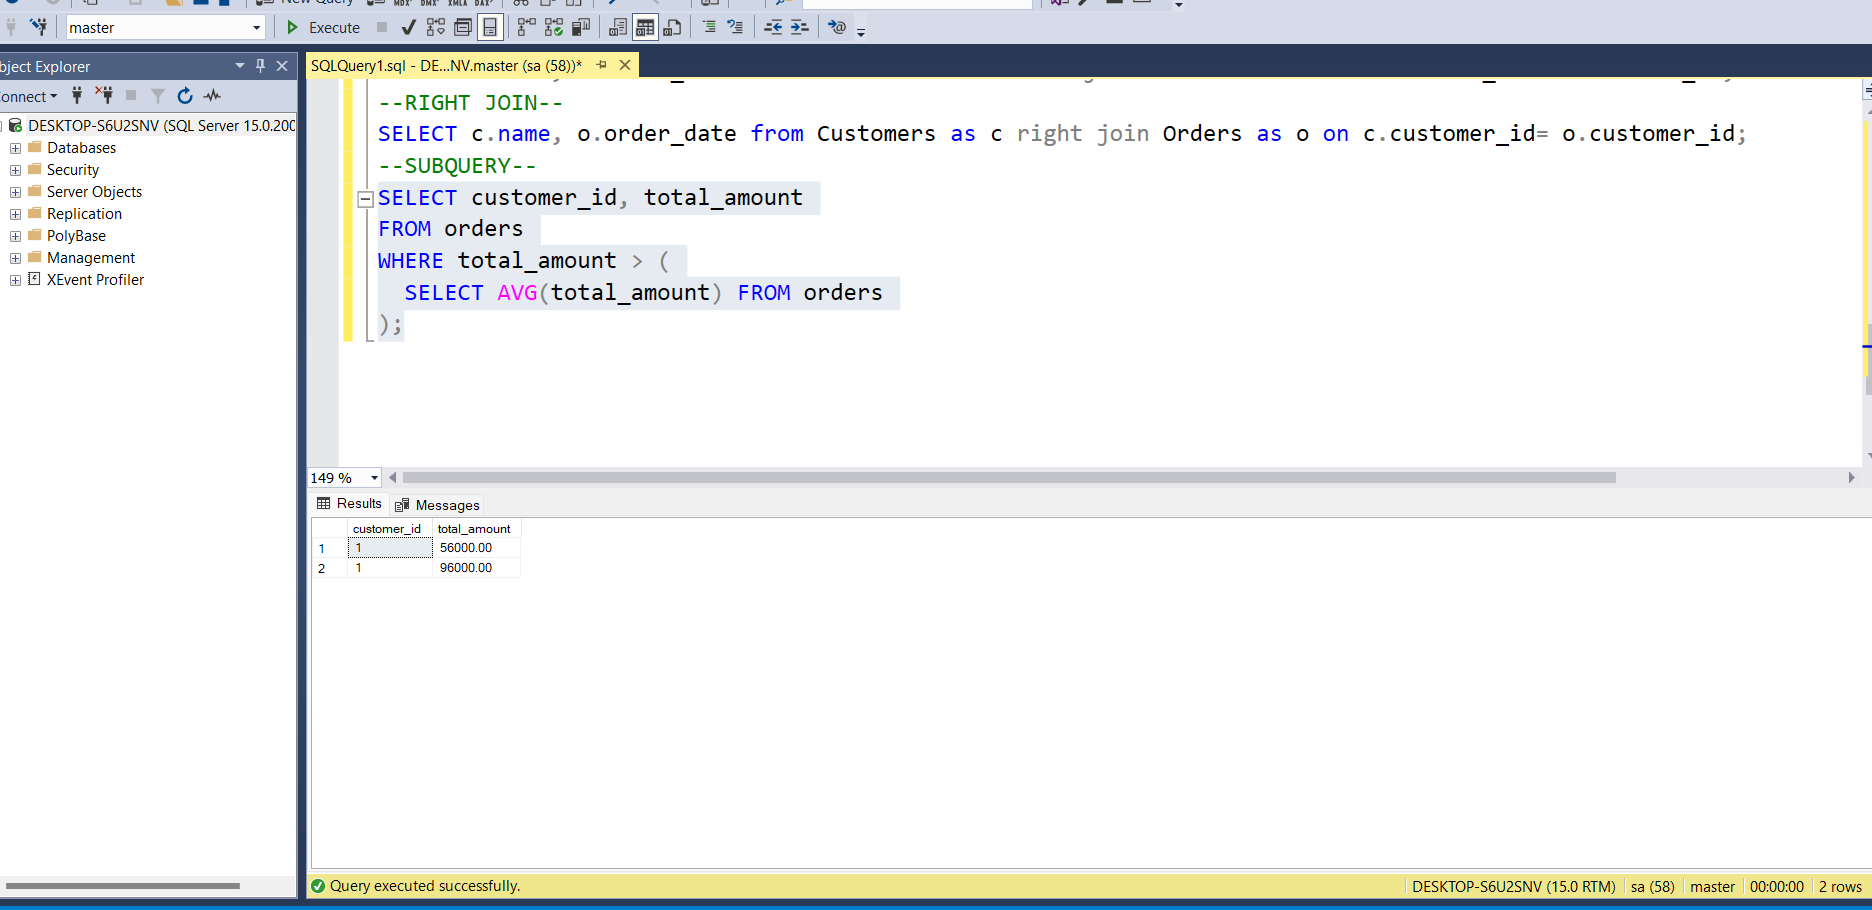 New Query
MDX DMX XMLA DAX
master
Execute
bject Explorer
SQLQuery1.sql - DE...NV.master (sa (58))*
onnect
DESKTOP-S6U2SNV (SQL Server 15.0.200
Databases
Security
Server Objects
Replication
PolyBase
Management
XEvent Profiler
--RIGHT JOIN--
SELECT c.name, o.order_date from Customers as c right join Orders as o on c.customer_id= o.customer_id;
--SUBQUERY--
SELECT customer_id, total_amount
FROM orders
WHERE total_amount > (
SELECT AVG(total_amount) FROM orders
);
149 %
Results Messages
customer_id total_amount
1 1 56000.00
2 1 96000.00
Query executed successfully.
DESKTOP-S6U2SNV (15.0 RTM) sa (58) master 00:00:00 2 rows